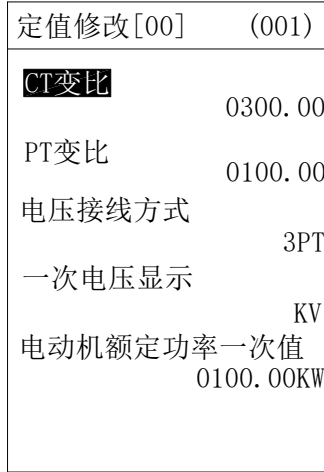 定值修改[00] (001)
CT变比
0300.00
PT变比
0100.00
电压接线方式
3PT
一次电压显示
KV
电动机额定功率一次值
0100.00KW